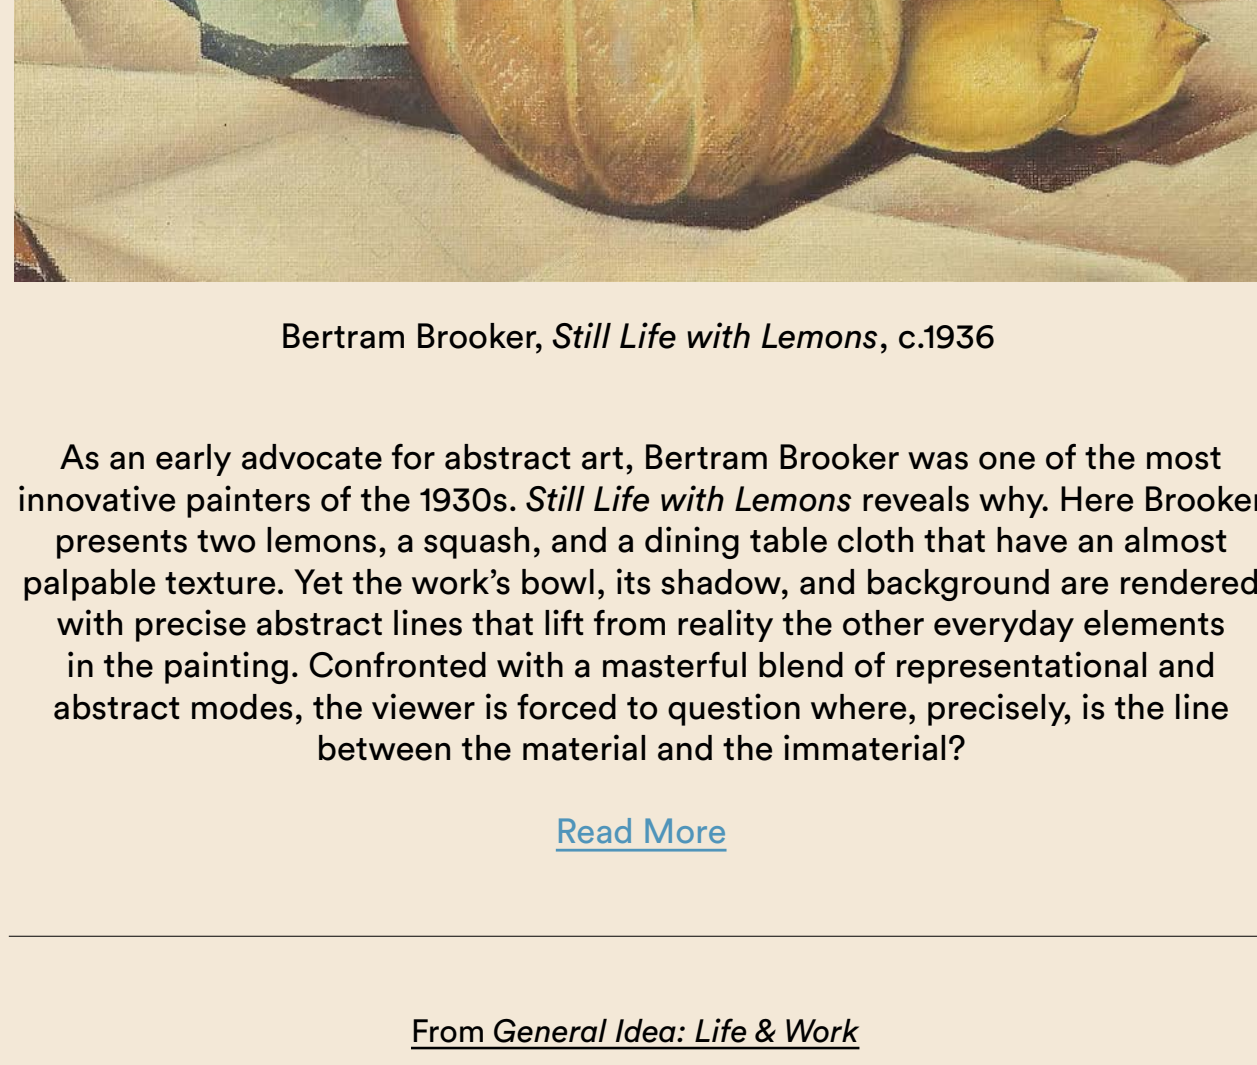 Bertram Brooker, Still Life with Lemons, c.1936
As an early advocate for abstract art, Bertram Brooker was one of the most
innovative painters of the 1930s. Still Life with Lemons reveals why. Here Brooker
presents two lemons, a squash, and a dining table cloth that have an almost
palpable texture. Yet the work’s bowl, its shadow, and background are rendered
with precise abstract lines that lift from reality the other everyday elements
in the painting. Confronted with a masterful blend of representational and
abstract modes, the viewer is forced to question where, precisely, is the line
between the material and the immaterial?
Read More
From General Idea: Life & Work